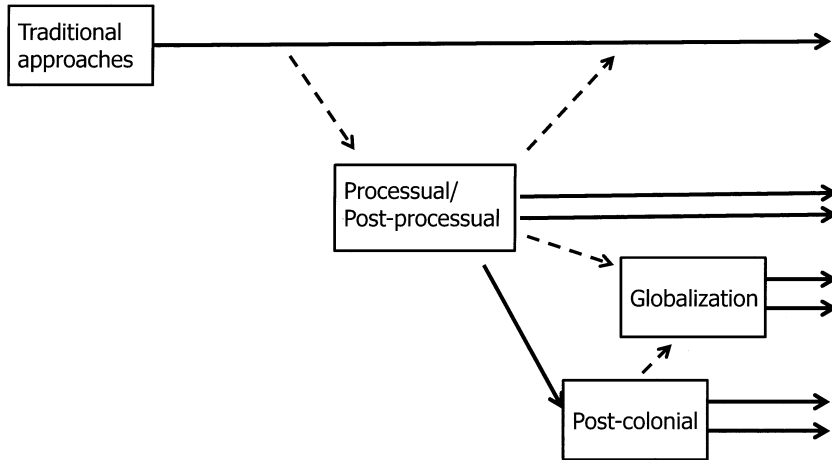 Traditional
approaches
Processual/
Post-processual
Globalization
Post-colonial